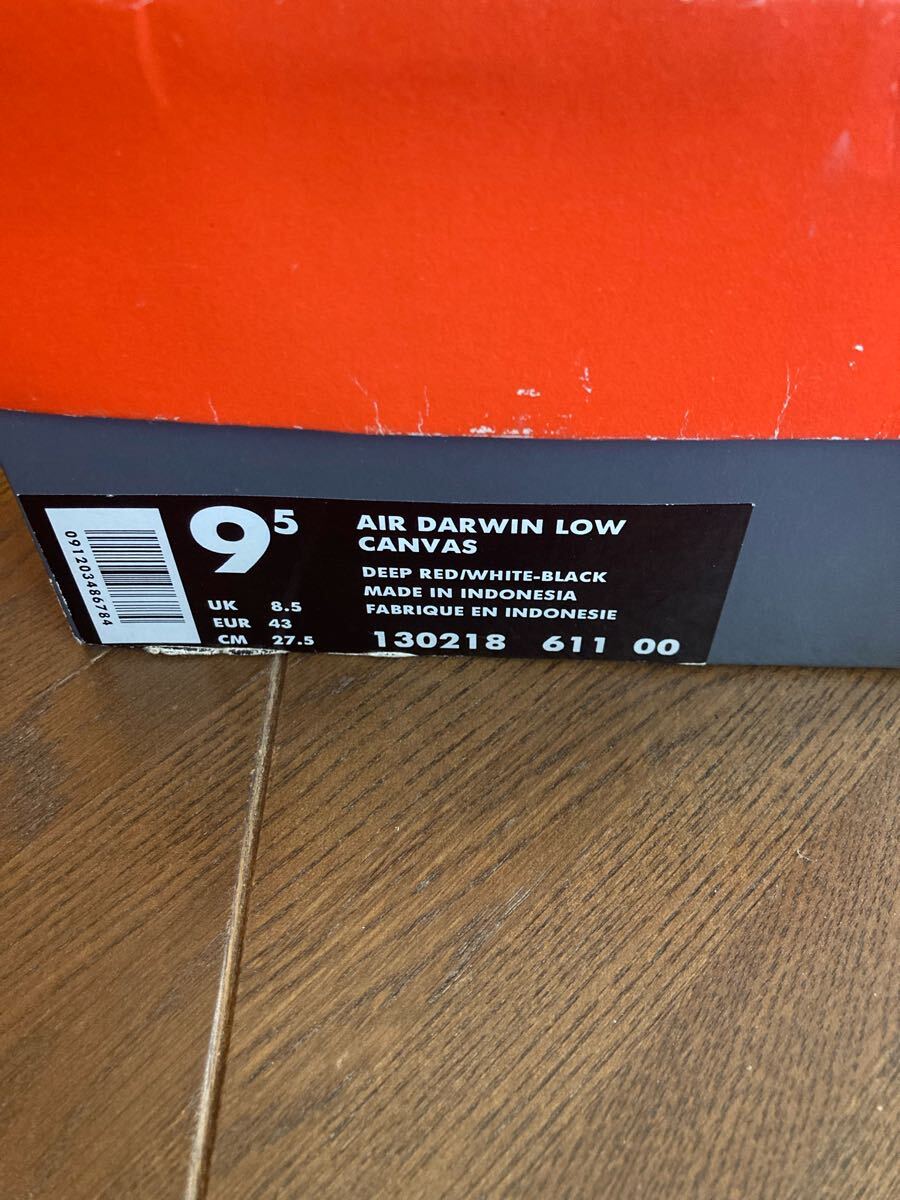 091203486784
9 5
UK 8.5
EUR 43
CM 27.5
AIR DARWIN LOW
CANVAS
DEEP RED/WHITE-BLACK
MADE IN INDONESIA
FABRIQUE EN INDONESIE
130218 611 00